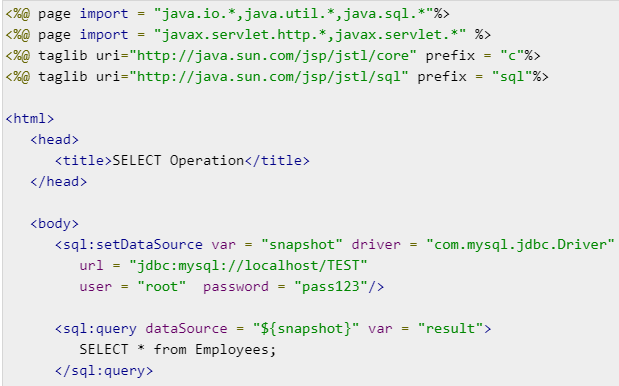 <%@ page import = "java.io.*,java.util.*,java.sql.*"%>
<%@ page import = "javax.servlet.http.*,javax.servlet.*" %>
<%@ taglib uri="http://java.sun.com/jsp/jstl/core" prefix = "c"%>
<%@ taglib uri="http://java.sun.com/jsp/jstl/sql" prefix = "sql"%>

<html>
   <head>
      <title>SELECT Operation</title>
   </head>

   <body>
      <sql:setDataSource var = "snapshot" driver = "com.mysql.jdbc.Driver"
         url = "jdbc:mysql://localhost/TEST"
         user = "root"  password = "pass123"/>

      <sql:query dataSource = "${snapshot}" var = "result">
         SELECT * from Employees;
      </sql:query>